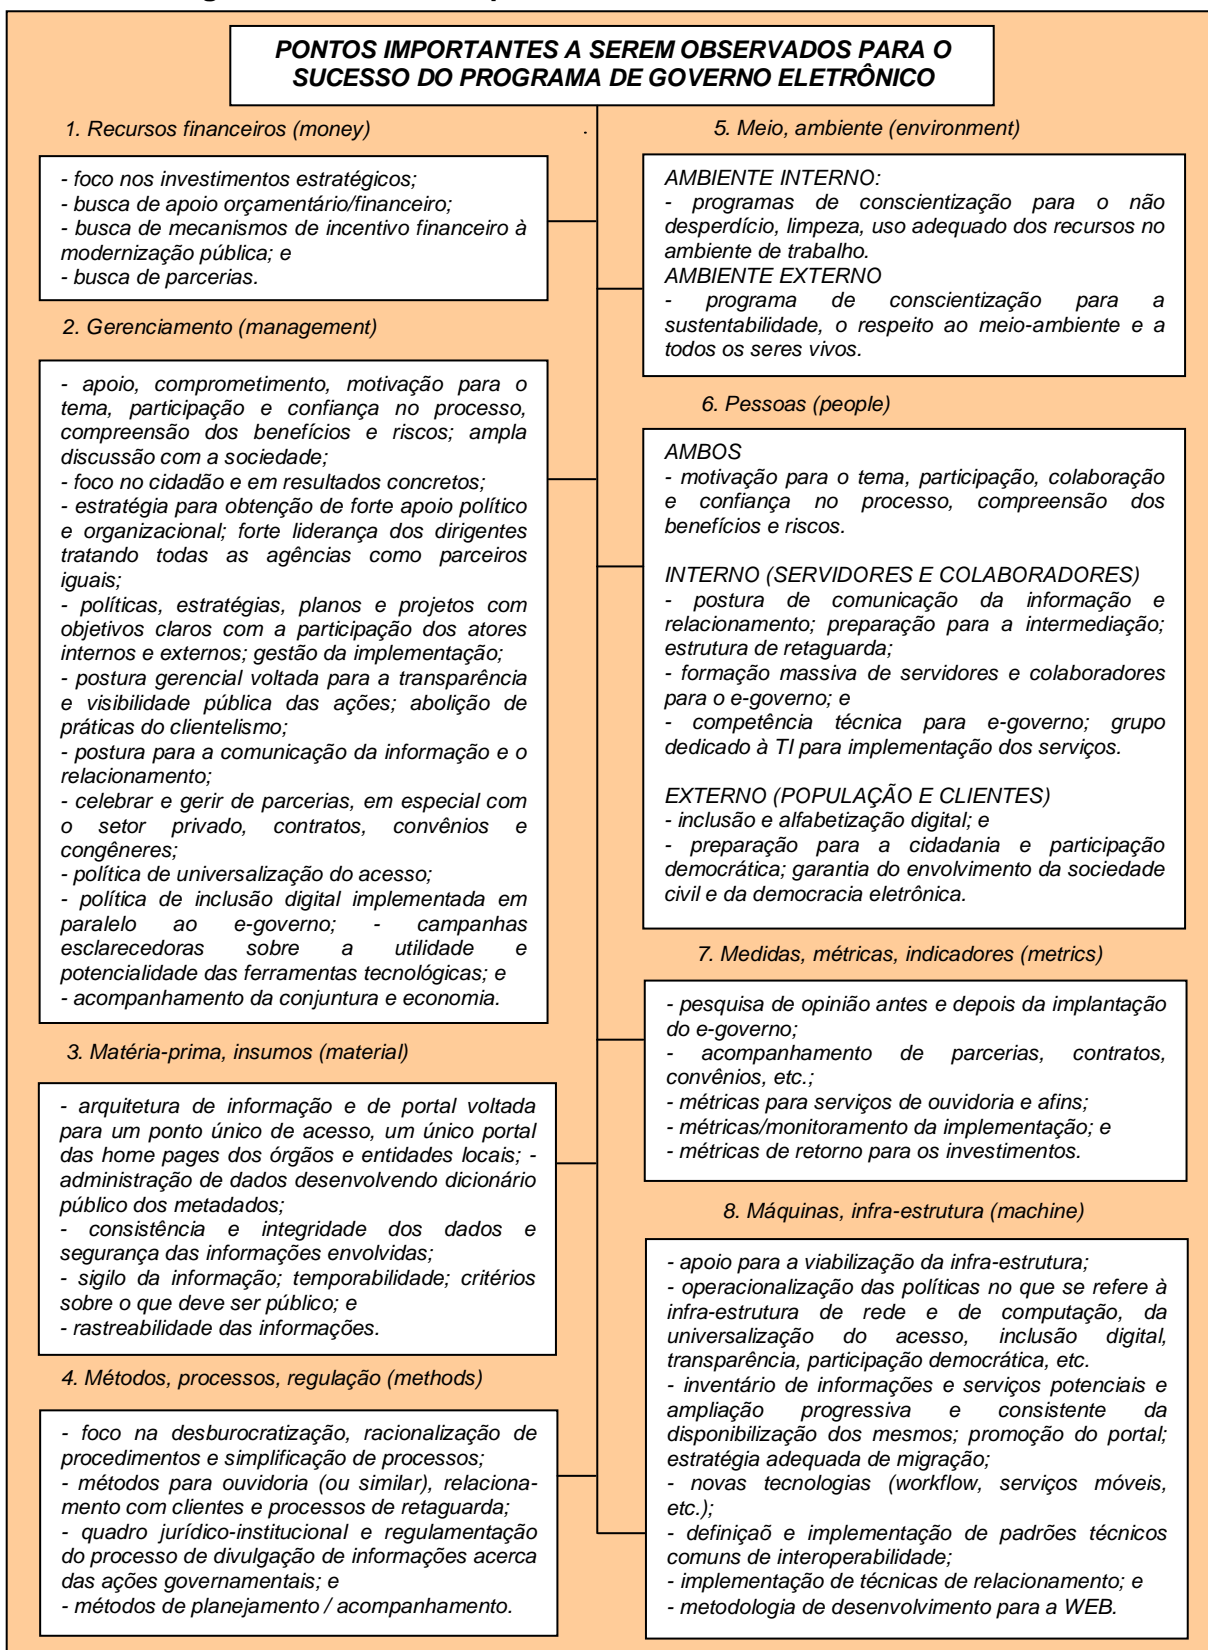 PONTOS IMPORTANTES A SEREM OBSERVADOS PARA O
SUCESSO DO PROGRAMA DE GOVERNO ELETRÔNICO
1. Recursos financeiros (money)
- foco nos investimentos estratégicos;
- busca de apoio orçamentário/financeiro;
- busca de mecanismos de incentivo financeiro à
modernização pública; e
- busca de parcerias.
2. Gerenciamento (management)
- apoio, comprometimento, motivação para o
tema, participação e confiança no processo,
compreensão dos benefícios e riscos; ampla
discussão com a sociedade;
- foco no cidadão e em resultados concretos;
- estratégia para obtenção de forte apoio político
e organizacional; forte liderança dos dirigentes
tratando todas as agências como parceiros
iguais;
- políticas, estratégias, planos e projetos com
objetivos claros com a participação dos atores
internos e externos; gestão da implementação;
- postura gerencial voltada para a transparência
e visibilidade pública das ações; abolição de
práticas do clientelismo;
- postura para a comunicação da informação e o
relacionamento;
- celebrar e gerir de parcerias, em especial com
o setor privado, contratos, convênios e
congêneres;
- política de universalização do acesso;
- política de inclusão digital implementada em
paralelo ao e-governo; - campanhas
esclarecedoras sobre a utilidade e
potencialidade das ferramentas tecnológicas; e
- acompanhamento da conjuntura e economia.
3. Matéria-prima, insumos (material)
- arquitetura de informação e de portal voltada
para um ponto único de acesso, um único portal
das home pages dos órgãos e entidades locais; -
administração de dados desenvolvendo dicionário
público dos metadados;
- consistência e integridade dos dados e
segurança das informações envolvidas;
- sigilo da informação; temporabilidade; critérios
sobre o que deve ser público; e
- rastreabilidade das informações.
4. Métodos, processos, regulação (methods)
- foco na desburocratização, racionalização de
procedimentos e simplificação de processos;
- métodos para ouvidoria (ou similar), relaciona-
mento com clientes e processos de retaguarda;
- quadro jurídico-institucional e regulamentação
do processo de divulgação de informações acerca
das ações governamentais; e
- métodos de planejamento / acompanhamento.
5. Meio, ambiente (environment)
AMBIENTE INTERNO:
- programas de conscientização para o não
desperdício, limpeza, uso adequado dos recursos no
ambiente de trabalho.
AMBIENTE EXTERNO
- programa de conscientização para a
sustentabilidade, o respeito ao meio-ambiente e a
todos os seres vivos.
6. Pessoas (people)
AMBOS
- motivação para o tema, participação, colaboração
e confiança no processo, compreensão dos
benefícios e riscos.
INTERNO (SERVIDORES E COLABORADORES)
- postura de comunicação da informação e
relacionamento; preparação para a intermediação;
estrutura de retaguarda;
- formação massiva de servidores e colaboradores
para o e-governo; e
- competência técnica para e-governo; grupo
dedicado à TI para implementação dos serviços.
EXTERNO (POPULAÇÃO E CLIENTES)
- inclusão e alfabetização digital; e
- preparação para a cidadania e participação
democrática; garantia do envolvimento da sociedade
civil e da democracia eletrônica.
7. Medidas, métricas, indicadores (metrics)
- pesquisa de opinião antes e depois da implantação
do e-governo;
- acompanhamento de parcerias, contratos,
convênios, etc.;
- métricas para serviços de ouvidoria e afins;
- métricas/monitoramento da implementação; e
- métricas de retorno para os investimentos.
8. Máquinas, infra-estrutura (machine)
- apoio para a viabilização da infra-estrutura;
- operacionalização das políticas no que se refere à
infra-estrutura de rede e de computação, da
universalização do acesso, inclusão digital,
transparência, participação democrática, etc.
- inventário de informações e serviços potenciais e
ampliação progressiva e consistente da
disponibilização dos mesmos; promoção do portal;
estratégia adequada de migração;
- novas tecnologias (workflow, serviços móveis,
etc.);
- definiçaõ e implementação de padrões técnicos
comuns de interoperabilidade;
- implementação de técnicas de relacionamento; e
- metodologia de desenvolvimento para a WEB.